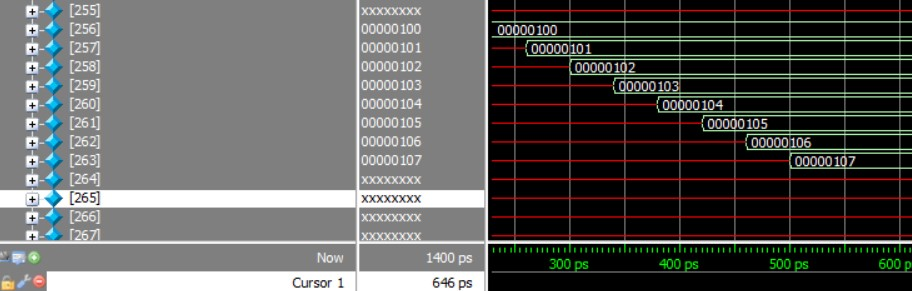 [255] xxxxxxxx
[256] 00000100 00000100
[257] 00000101 00000101
[258] 00000102 00000102
[259] 00000103 00000103
[260] 00000104 00000104
[261] 00000105 00000105
[262] 00000106 00000106
[263] 00000107 00000107
[264] xxxxxxxx
[265] xxxxxxxx
[266] xxxxxxxx
[267] xxxxxxxx
Now 1400 ps 300 ps 400 ps 500 ps 600 p
Cursor 1 646 ps